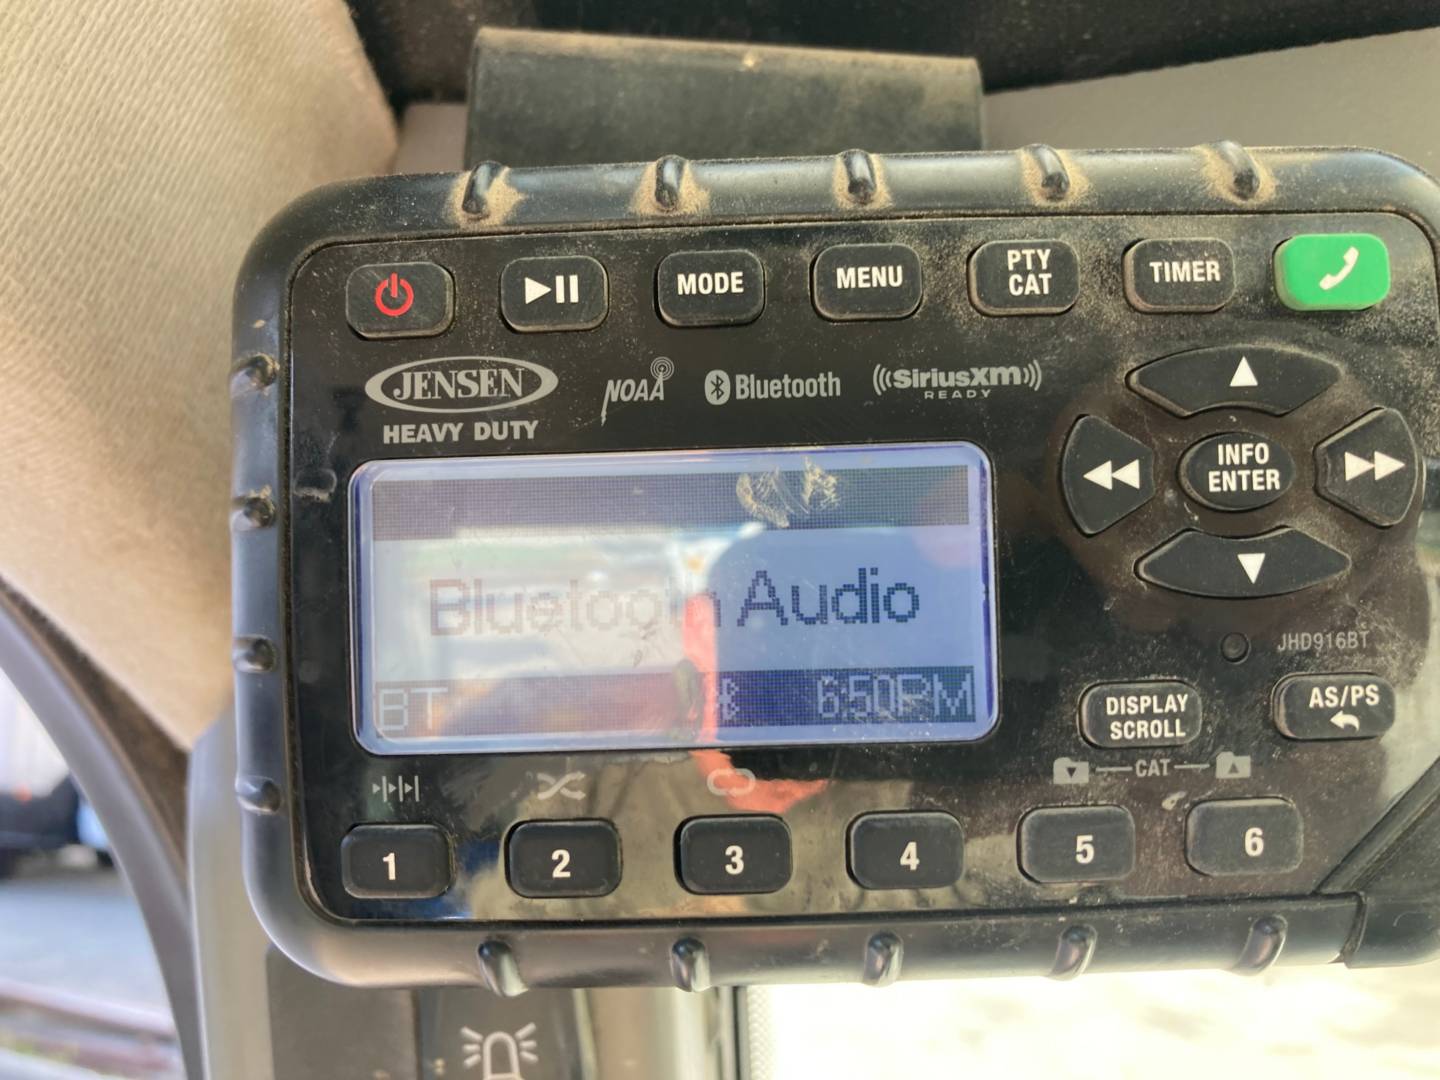 MODE
MENU
PTY
CAT
TIMER
JENSEN
HEAVY DUTY
NOAA
Bluetooth
SiriusXM
READY
INFO
ENTER
Bluetooth Audio
BT
6:50PM
JHD916BT
DISPLAY
SCROLL
AS/PS
CAT
1
2
3
4
5
6